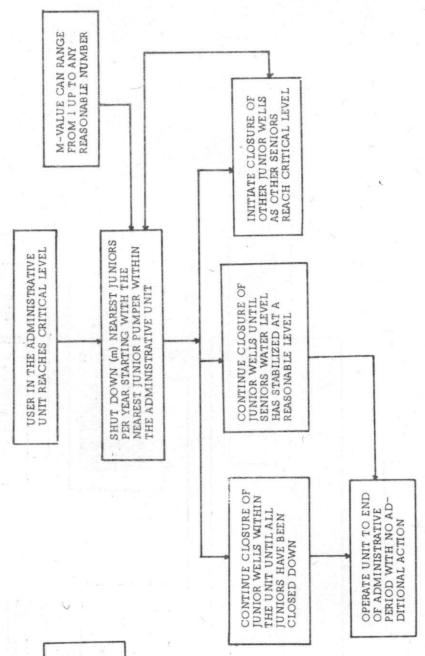 USER IN THE ADMINISTRATIVE
UNIT REACHES CRITICAL LEVEL
M-VALUE CAN RANGE
FROM 1 UP TO ANY
REASONABLE NUMBER
SHUT DOWN (m) NEAREST JUNIORS
PER YEAR STARTING WITH THE
NEAREST JUNIOR PUMPER WITHIN
THE ADMINISTRATIVE UNIT
CONTINUE CLOSURE OF
JUNIOR WELLS WITHIN
THE UNIT UNTIL ALL
JUNIORS HAVE BEEN
CLOSED DOWN
CONTINUE CLOSURE OF
JUNIOR WELLS UNTIL
SENIORS WATER LEVEL
HAS STABILIZED AT A
REASONABLE LEVEL
INITIATE CLOSURE OF
OTHER JUNIOR WELLS
AS OTHER SENIORS
REACH CRITICAL LEVEL
OPERATE UNIT TO END
OF ADMINISTRATIVE
PERIOD WITH NO AD-
DITIONAL ACTION